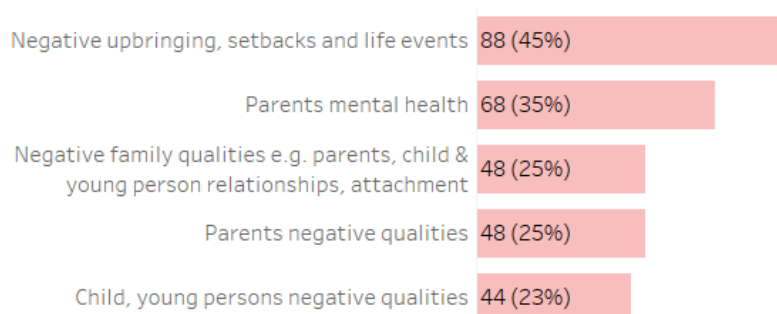 Negative upbringing, setbacks and life events 88 (45%)
Parents mental health 68 (35%)
Negative family qualities e.g. parents, child &
young person relationships, attachment 48 (25%)
Parents negative qualities 48 (25%)
Child, young persons negative qualities 44 (23%)